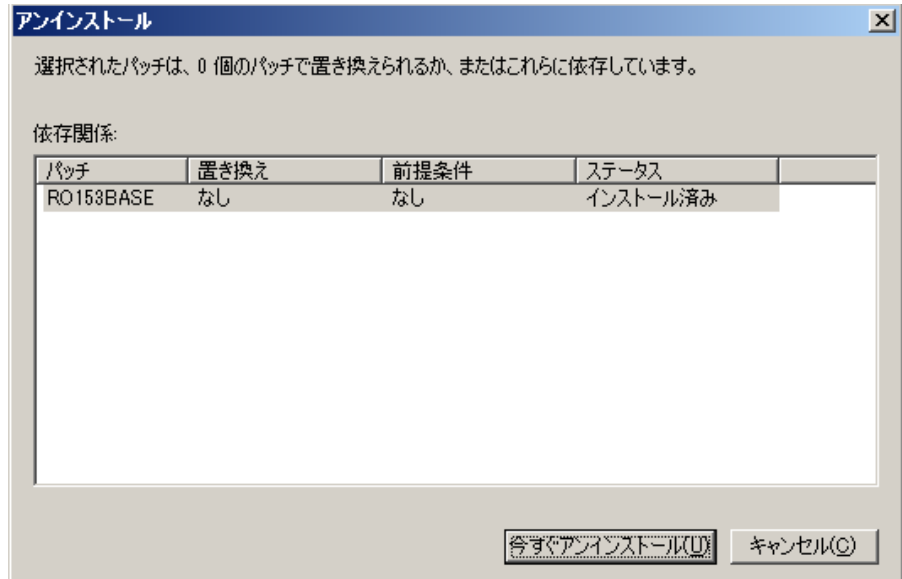 アンインストール
選択されたパッチは、0 個のパッチで置き換えられるか、またはこれらに依存しています。
依存関係:
パッチ 置き換え 前提条件 ステータス
RO153BASE なし なし インストール済み
今すぐアンインストール(U) キャンセル(C)